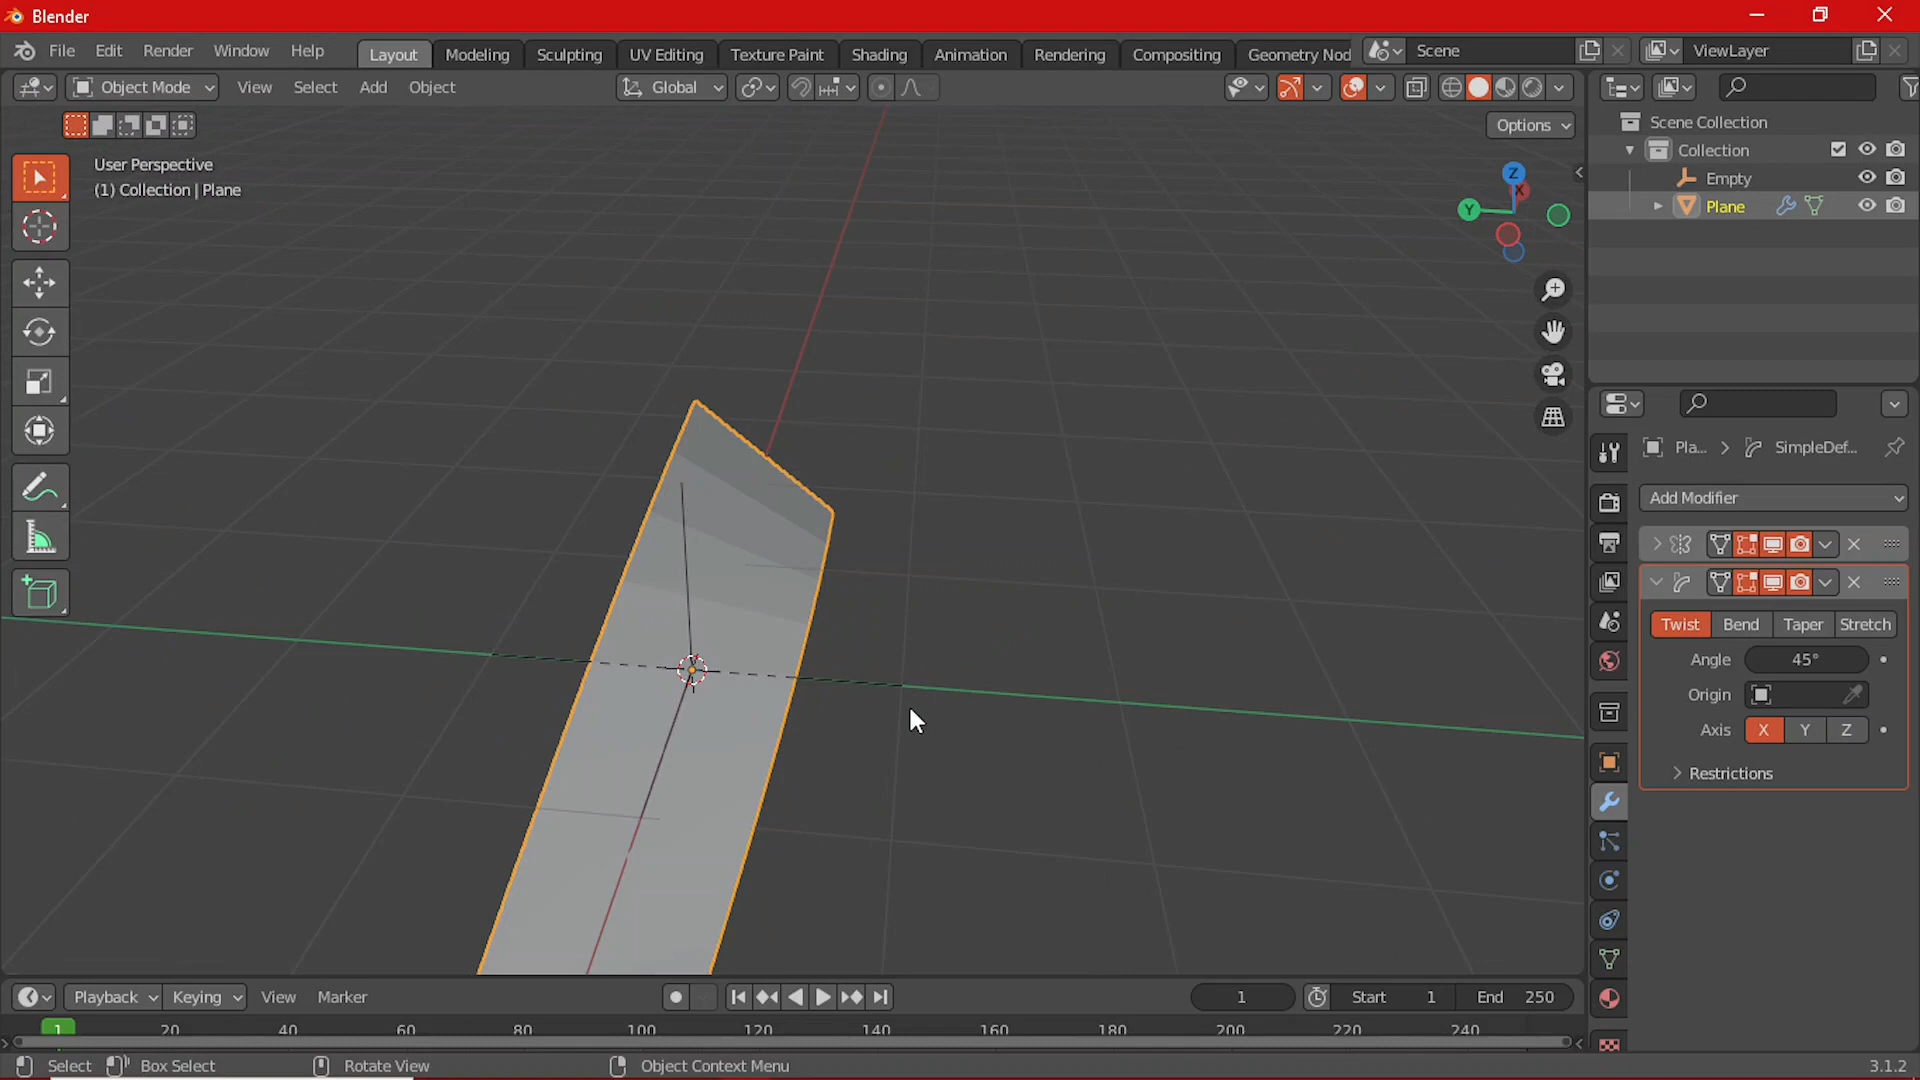 Blender
File Edit Render Window Help Layout Modeling Sculpting UV Editing Texture Paint Shading Animation Rendering Compositing Geometry Nod Scene ViewLayer
Object Mode View Select Add Object Global
Options
User Perspective
(1) Collection | Plane
Z
X
Y
Scene Collection
Collection
Empty
Plane
Pla... > SimpleDef...
Add Modifier
Twist Bend Taper Stretch
Angle 45°
Origin
Axis X Y Z
Restrictions
Playback Keying View Marker 1 Start 1 End 250
1 20 40 60 80 100 120 140 160 180 200 220 240
Select Box Select Rotate View Object Context Menu 3.1.2